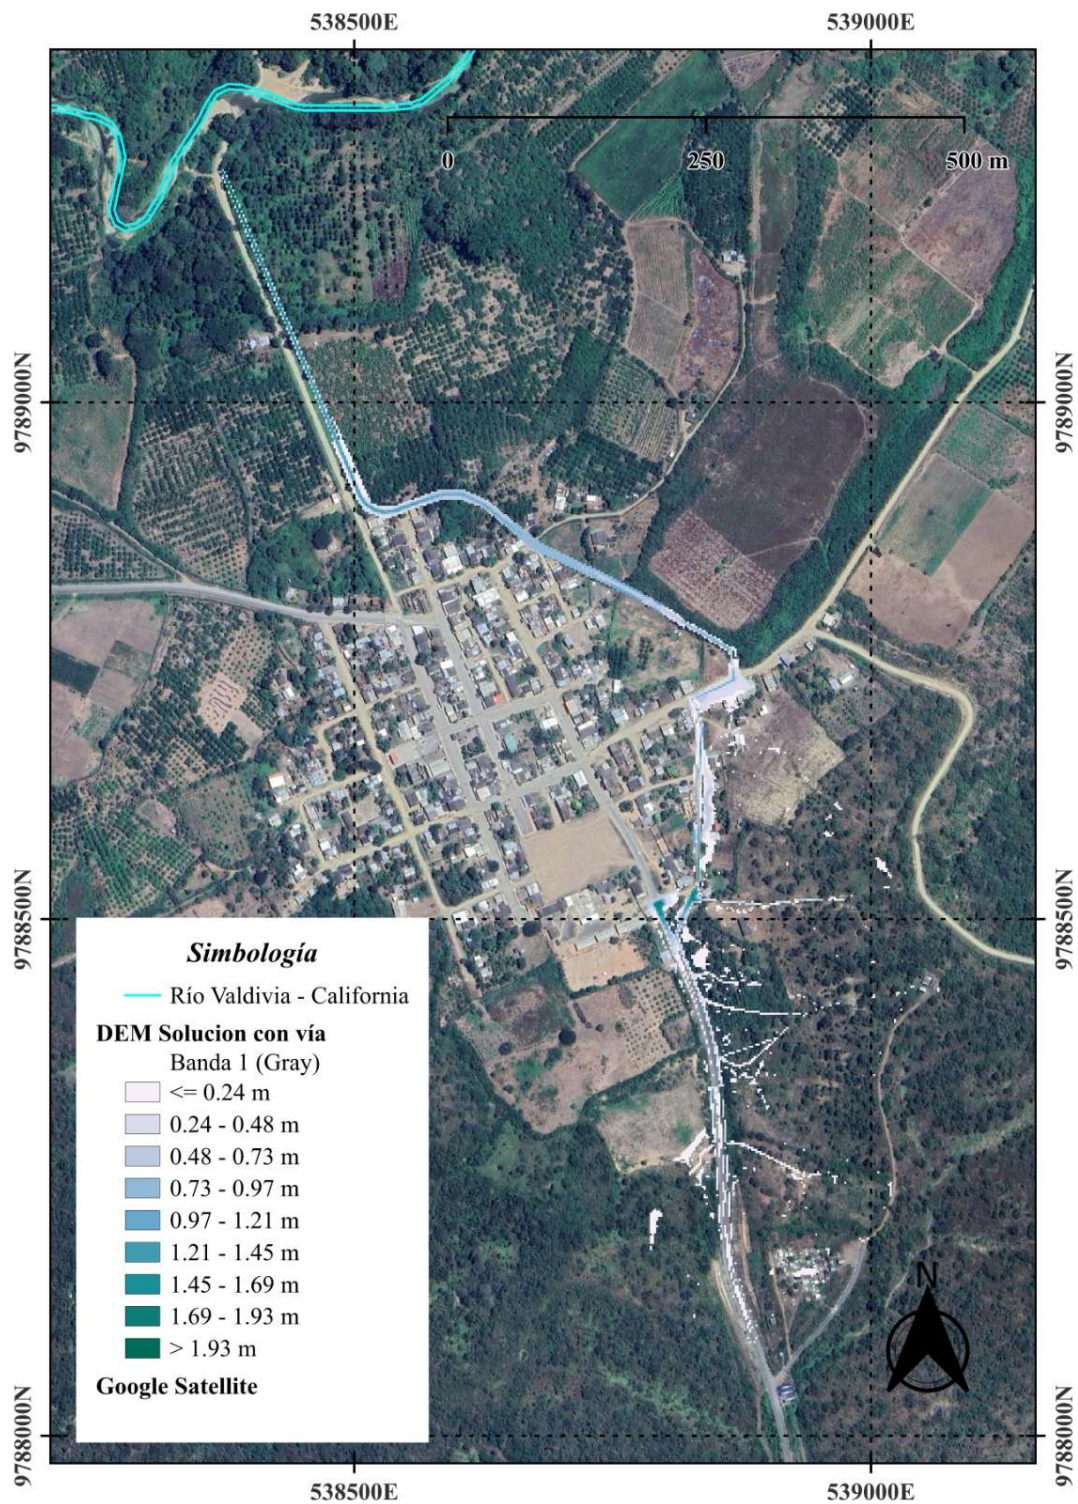 538500E 539000E
0 250 500 m
9789000N 9789000N
9788500N 9788500N
Simbología
Río Valdivia - California
DEM Solucion con vía
Banda 1 (Gray)
<= 0.24 m
0.24 - 0.48 m
0.48 - 0.73 m
0.73 - 0.97 m
0.97 - 1.21 m
1.21 - 1.45 m
1.45 - 1.69 m
1.69 - 1.93 m
> 1.93 m
Google Satellite
N
9788000N 9788000N
538500E 539000E